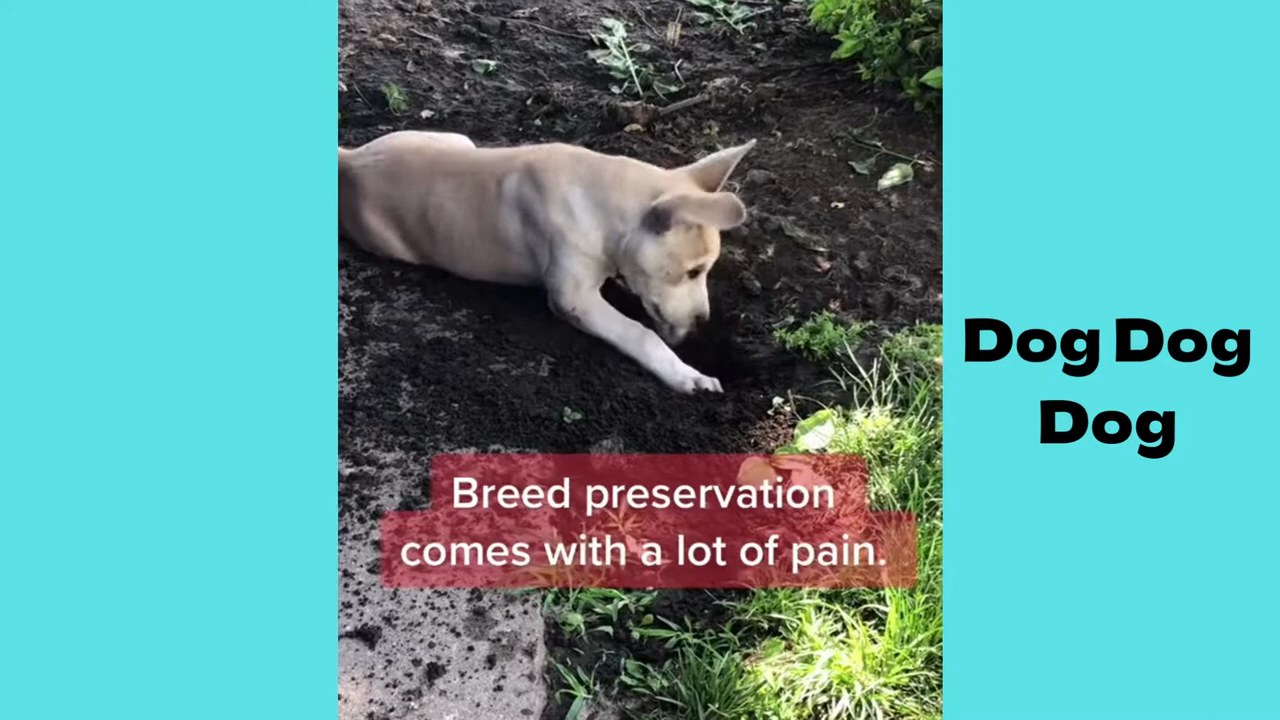 Breed preservation
comes with a lot of pain.
Dog Dog
Dog